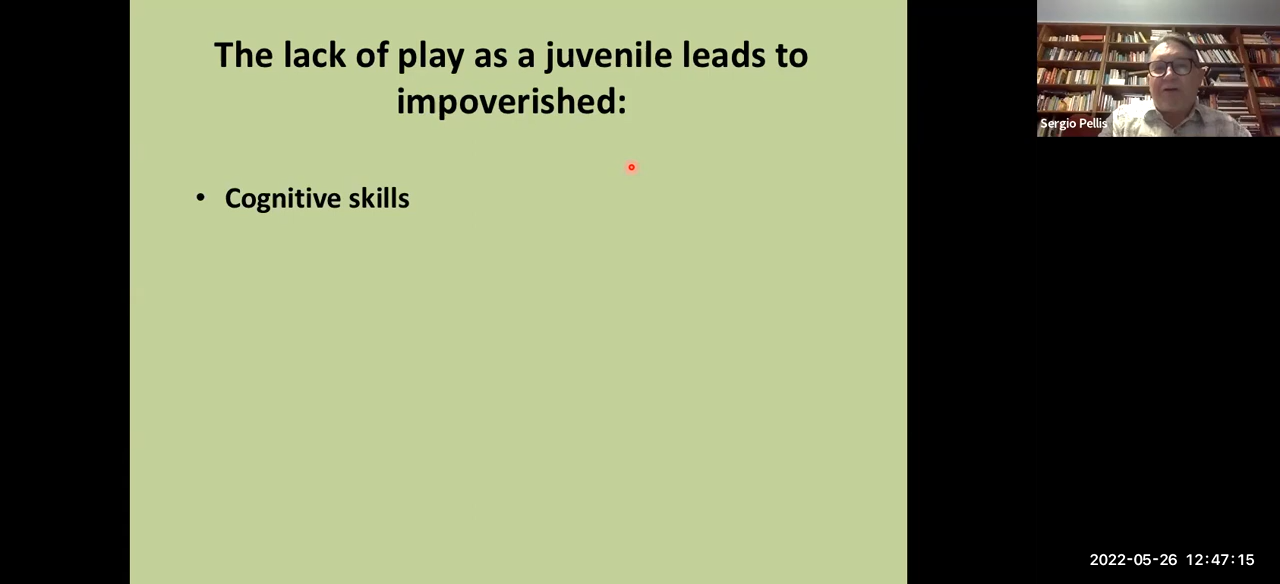 The lack of play as a juvenile leads to
impoverished:
• Cognitive skills
Sergio Pellis
2022-05-26 12:47:15